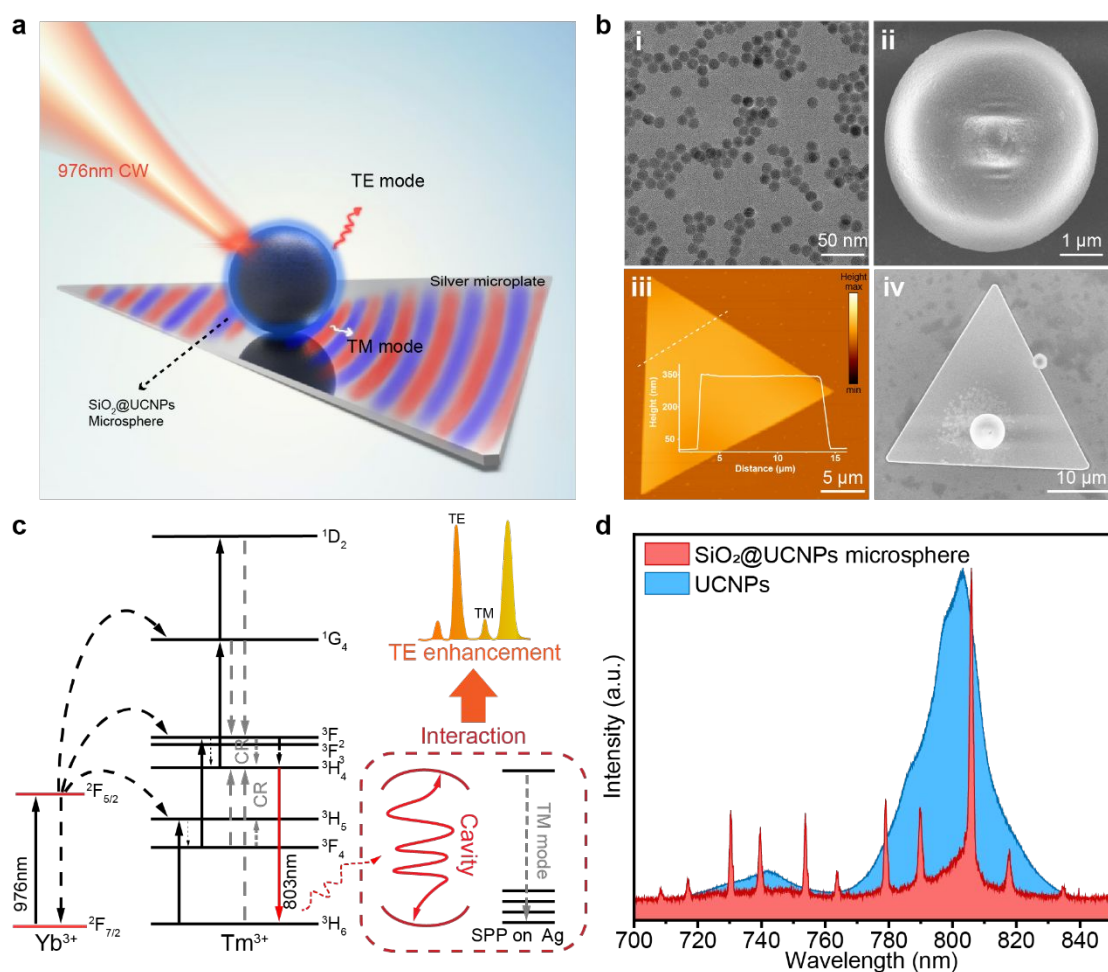 a
976nm CW
TE mode
Silver microplate
TM mode
SiO₂@UCNPs
Microsphere
b
i
50 nm
ii
1 µm
iii
Height
max
min
Height (nm)
350
200
50
5
10
15
Distance (µm)
5 µm
iv
10 µm
c
¹D₂
¹G₄
³F₂
³F₃
³H₄
³H₅
³F₄
³H₆
CR
CR
²F₅/₂
²F₇/₂
976nm
803nm
Yb³⁺
Tm³⁺
TE
TM
TE enhancement
Interaction
Cavity
TM mode
SPP on Ag
d
SiO₂@UCNPs microsphere
UCNPs
Intensity (a.u.)
700 720 740 760 780 800 820 840
Wavelength (nm)